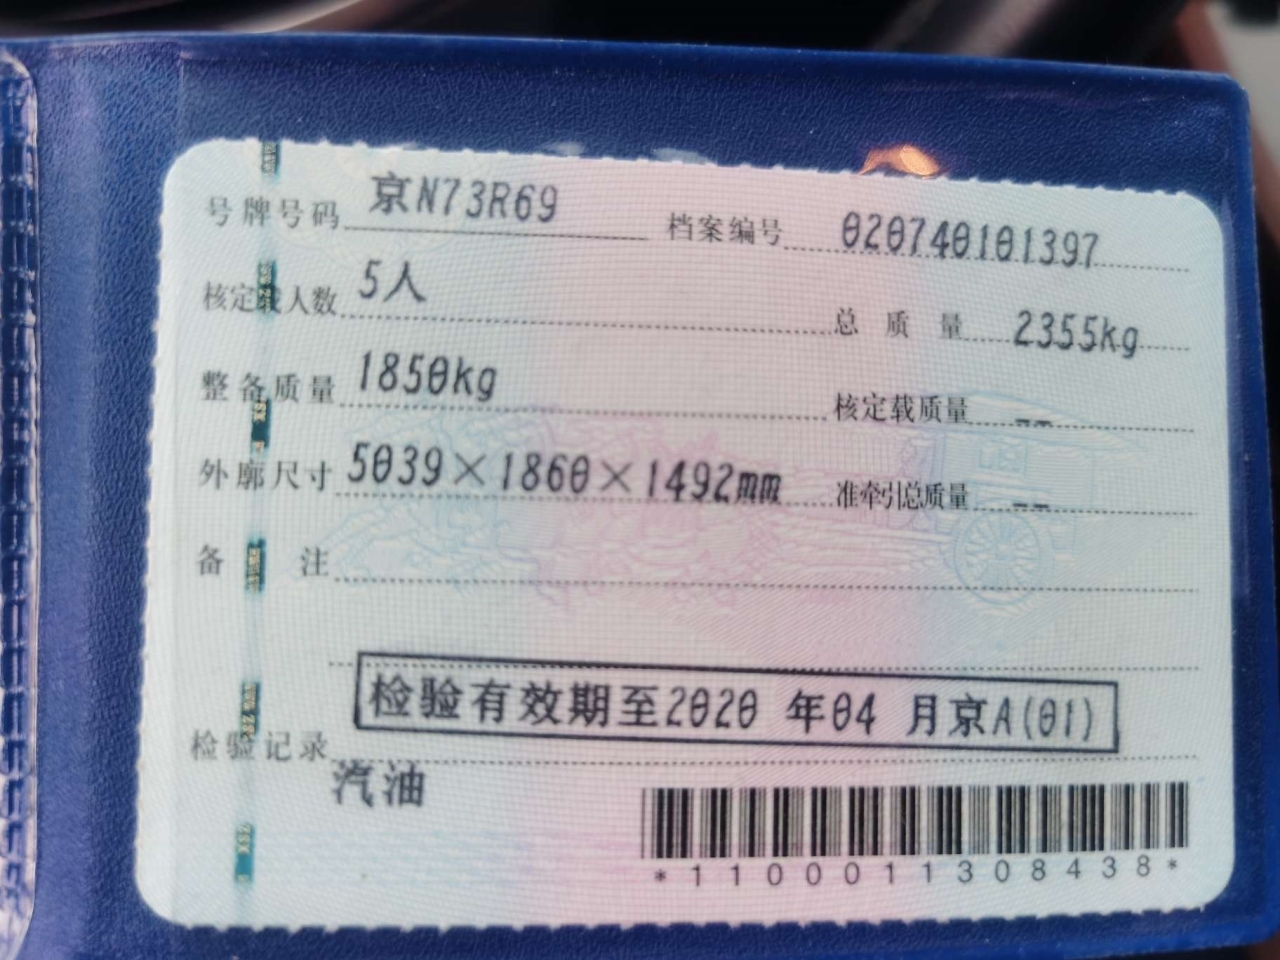 号牌号码 京N73R69 档案编号 020740101397
核定载人数 5人 总质量 2355kg
整备质量 1850kg 核定载质量 --
外廓尺寸 5039×1860×1492mm 准牵引总质量 --
备注
检验有效期至2020 年04 月京A(01)
检验记录
汽油
*1100011308438*